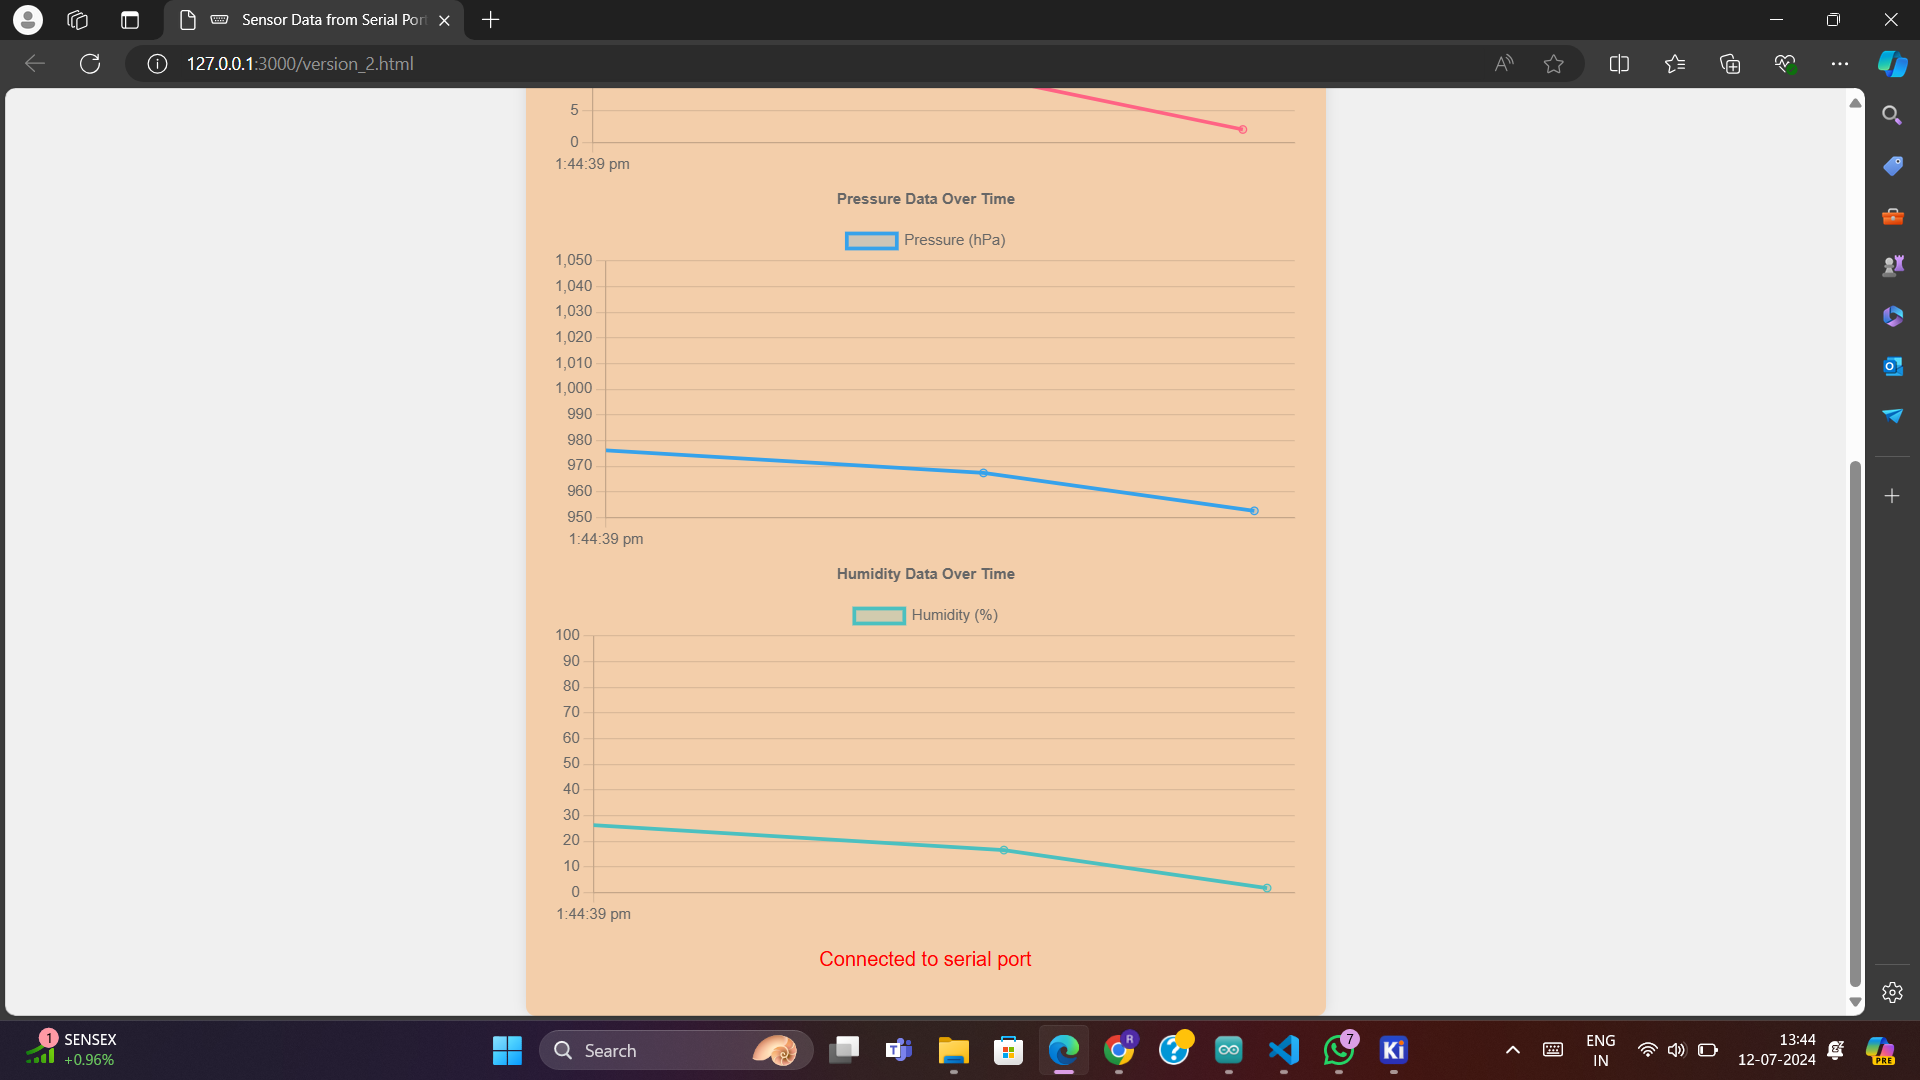 Sensor Data from Serial Por
127.0.0.1:3000/version_2.html
5
0
1:44:39 pm
Pressure Data Over Time
Pressure (hPa)
1,050
1,040
1,030
1,020
1,010
1,000
990
980
970
960
950
1:44:39 pm
Humidity Data Over Time
Humidity (%)
100
90
80
70
60
50
40
30
20
10
0
1:44:39 pm
Connected to serial port
1
SENSEX
+0.96%
Search
R
7
Ki
ENG
IN
13:44
12-07-2024
PRE